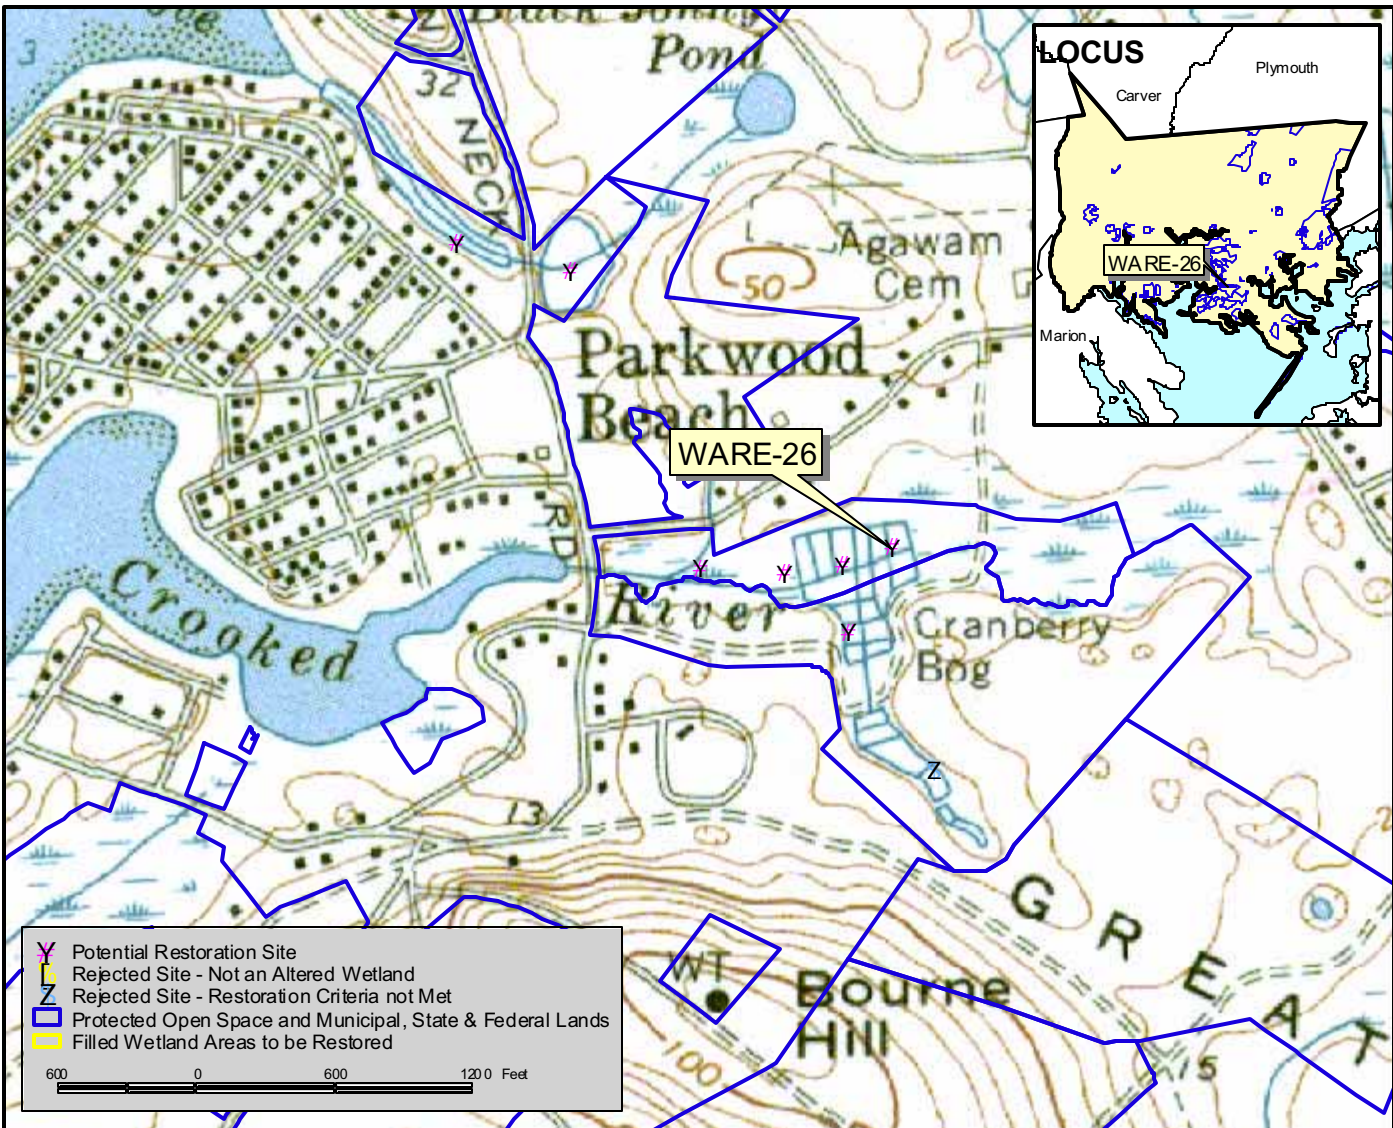 Black Johny
Pond
3
32
Z
NECK
LOCUS
Plymouth
Carver
WARE-26
Marion
Y
Y
Agawam
Cem
50
Parkwood
Beach
WARE-26
RD
Y
Y
Y
Y
Y
Crooked
River
Cranberry
Bog
Z
13
GREAT
WT
Bourne
Hill
100
15
Y Potential Restoration Site
Rejected Site - Not an Altered Wetland
Z Rejected Site - Restoration Criteria not Met
Protected Open Space and Municipal, State & Federal Lands
Filled Wetland Areas to be Restored
600 0 600 1200 Feet